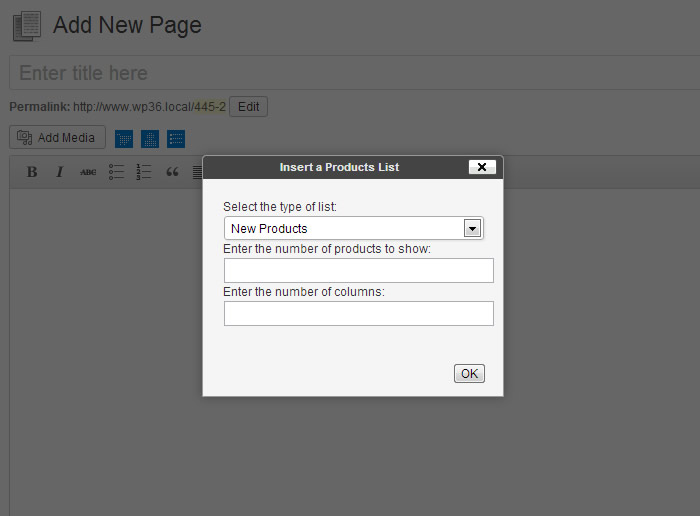 Add New Page
Enter title here
Permalink: http://www.wp36.local/445-2 Edit
Add Media
B I ABC
Insert a Products List
Select the type of list:
New Products
Enter the number of products to show:
Enter the number of columns:
OK